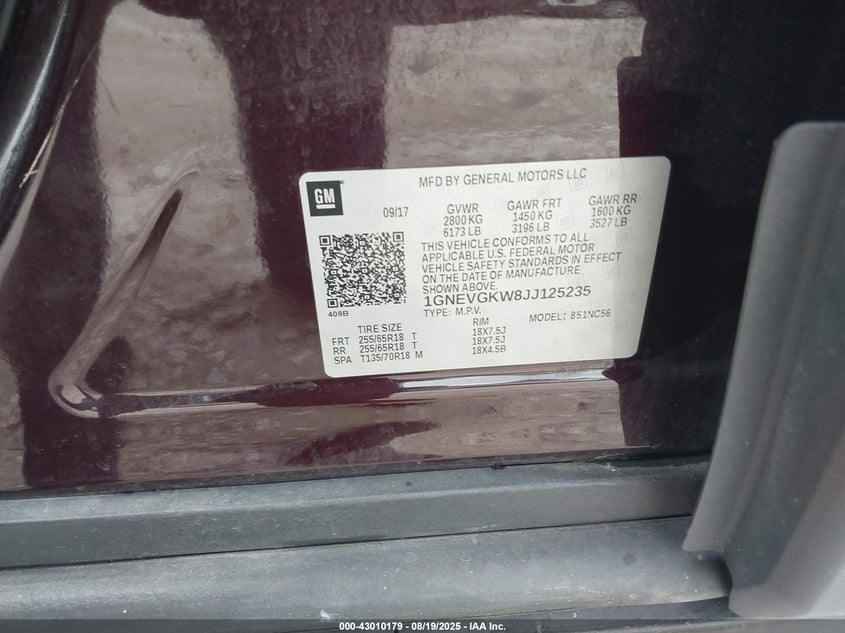 GM
MFD BY GENERAL MOTORS LLC
09/17
GVWR GAWR FRT GAWR RR
2800 KG 1450 KG 1600 KG
6173 LB 3196 LB 3527 LB
THIS VEHICLE CONFORMS TO ALL
APPLICABLE U.S. FEDERAL MOTOR
VEHICLE SAFETY STANDARDS IN EFFECT
ON THE DATE OF MANUFACTURE
SHOWN ABOVE.
1GNEVGKW8JJ125235
409B
TYPE: M.P.V. MODEL: 851NC56
TIRE SIZE RIM
FRT 255/65R18 T 18X7.5J
RR 255/65R18 T 18X7.5J
SPA T135/70R18 M 18X4.5B
000-43010179 - 08/19/2025 - IAA Inc.